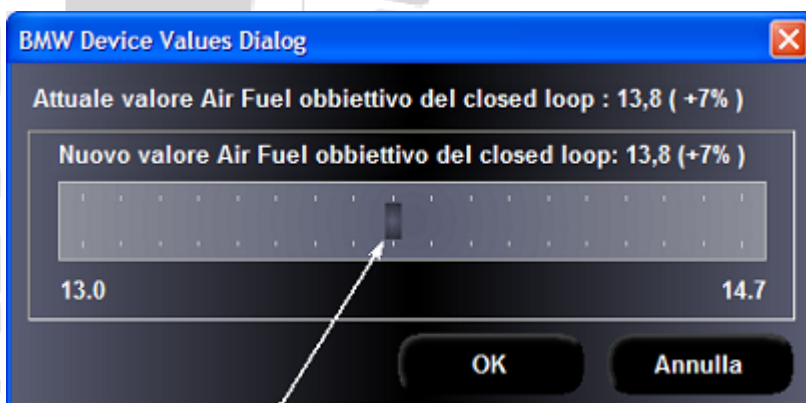 BMW Device Values Dialog
Attuale valore Air Fuel obbiettivo del closed loop : 13,8 ( +7% )
Nuovo valore Air Fuel obbiettivo del closed loop: 13,8 (+7% )
13.0 14.7
OK Annulla